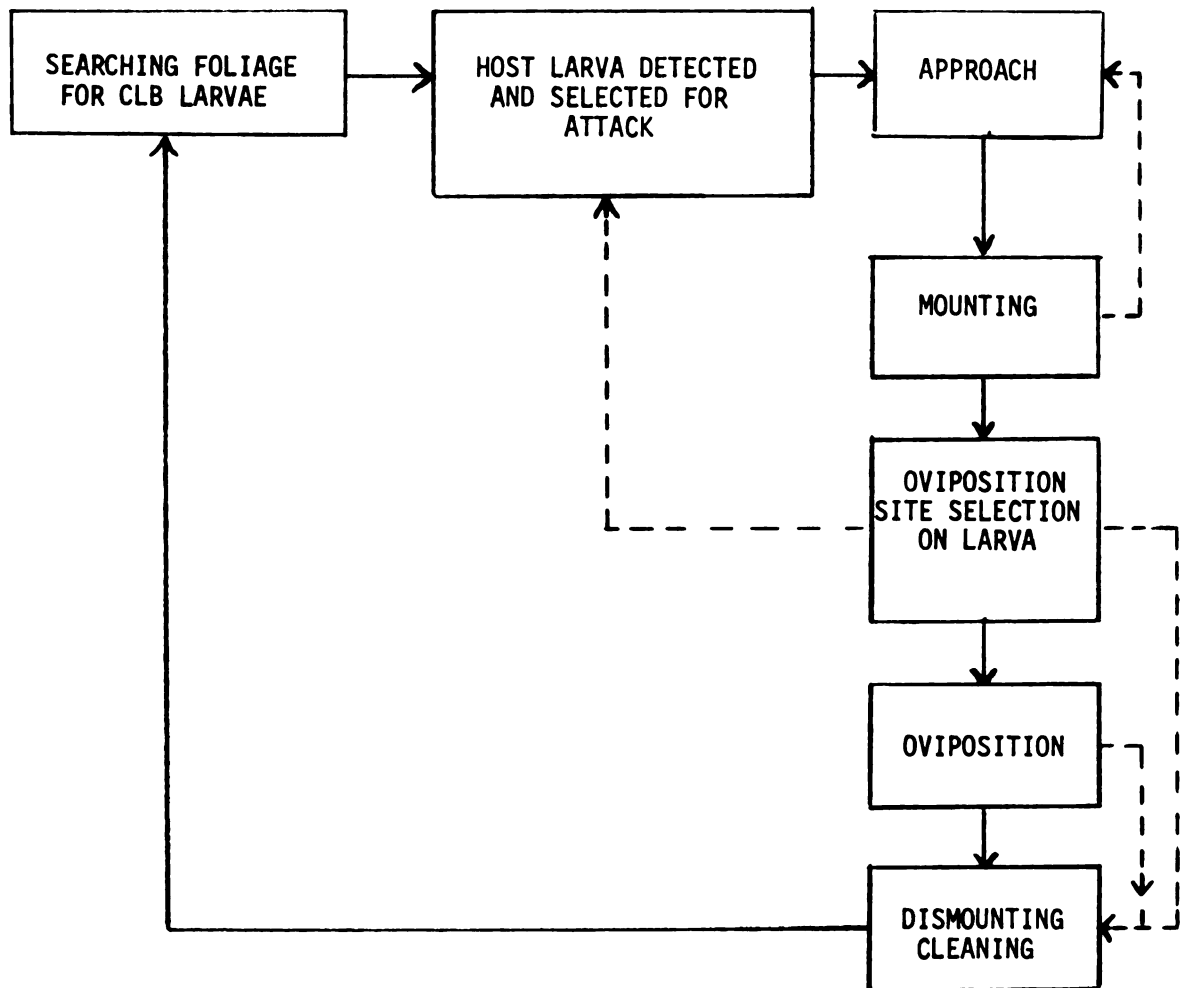 SEARCHING FOLIAGE
FOR CLB LARVAE
HOST LARVA DETECTED
AND SELECTED FOR
ATTACK
APPROACH
MOUNTING
OVIPOSITION
SITE SELECTION
ON LARVA
OVIPOSITION
DISMOUNTING
CLEANING